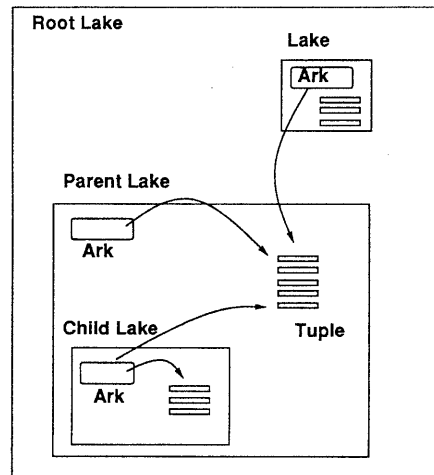 Root Lake
Lake
Ark
Parent Lake
Ark
Tuple
Child Lake
Ark